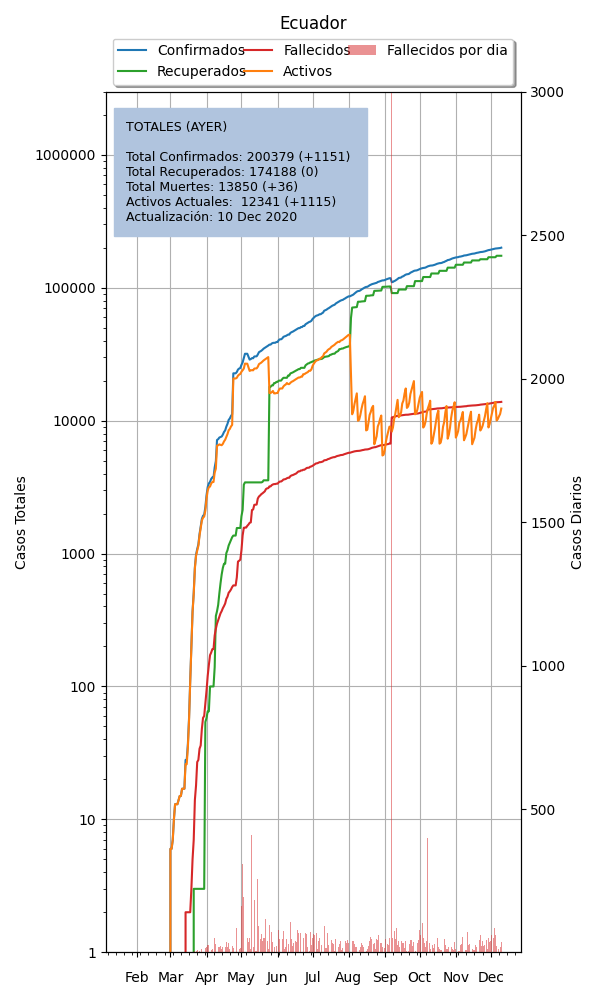 Ecuador
Confirmados Fallecidos Fallecidos por dia
Recuperados Activos
TOTALES (AYER)
Total Confirmados: 200379 (+1151)
Total Recuperados: 174188 (0)
Total Muertes: 13850 (+36)
Activos Actuales:  12341 (+1115)
Actualización: 10 Dec 2020
Casos Totales
1000000
100000
10000
1000
100
10
1
Casos Diarios
3000
2500
2000
1500
1000
500
Feb Mar Apr May Jun Jul Aug Sep Oct Nov Dec